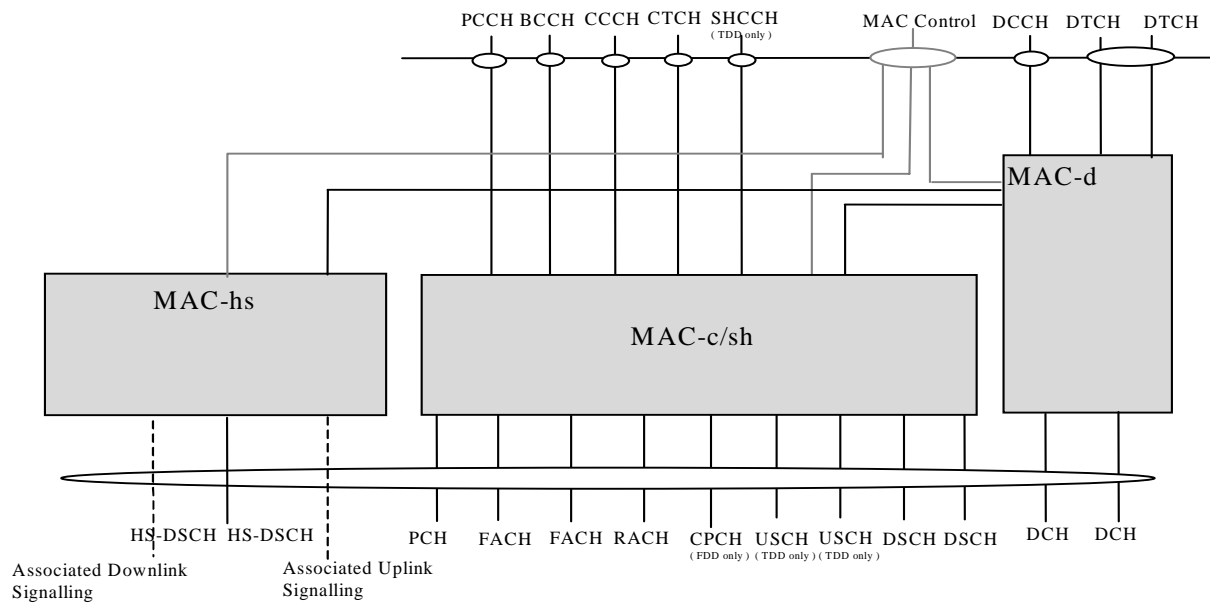 PCCH BCCH CCCH CTCH SHCCH MAC Control DCCH DTCH DTCH
( TDD only )
MAC-d
MAC-hs
MAC-c/sh
HS-DSCH HS-DSCH PCH FACH FACH RACH CPCH USCH USCH DSCH DSCH DCH DCH
( FDD only ) ( TDD only ) ( TDD only )
Associated Downlink
Signalling
Associated Uplink
Signalling